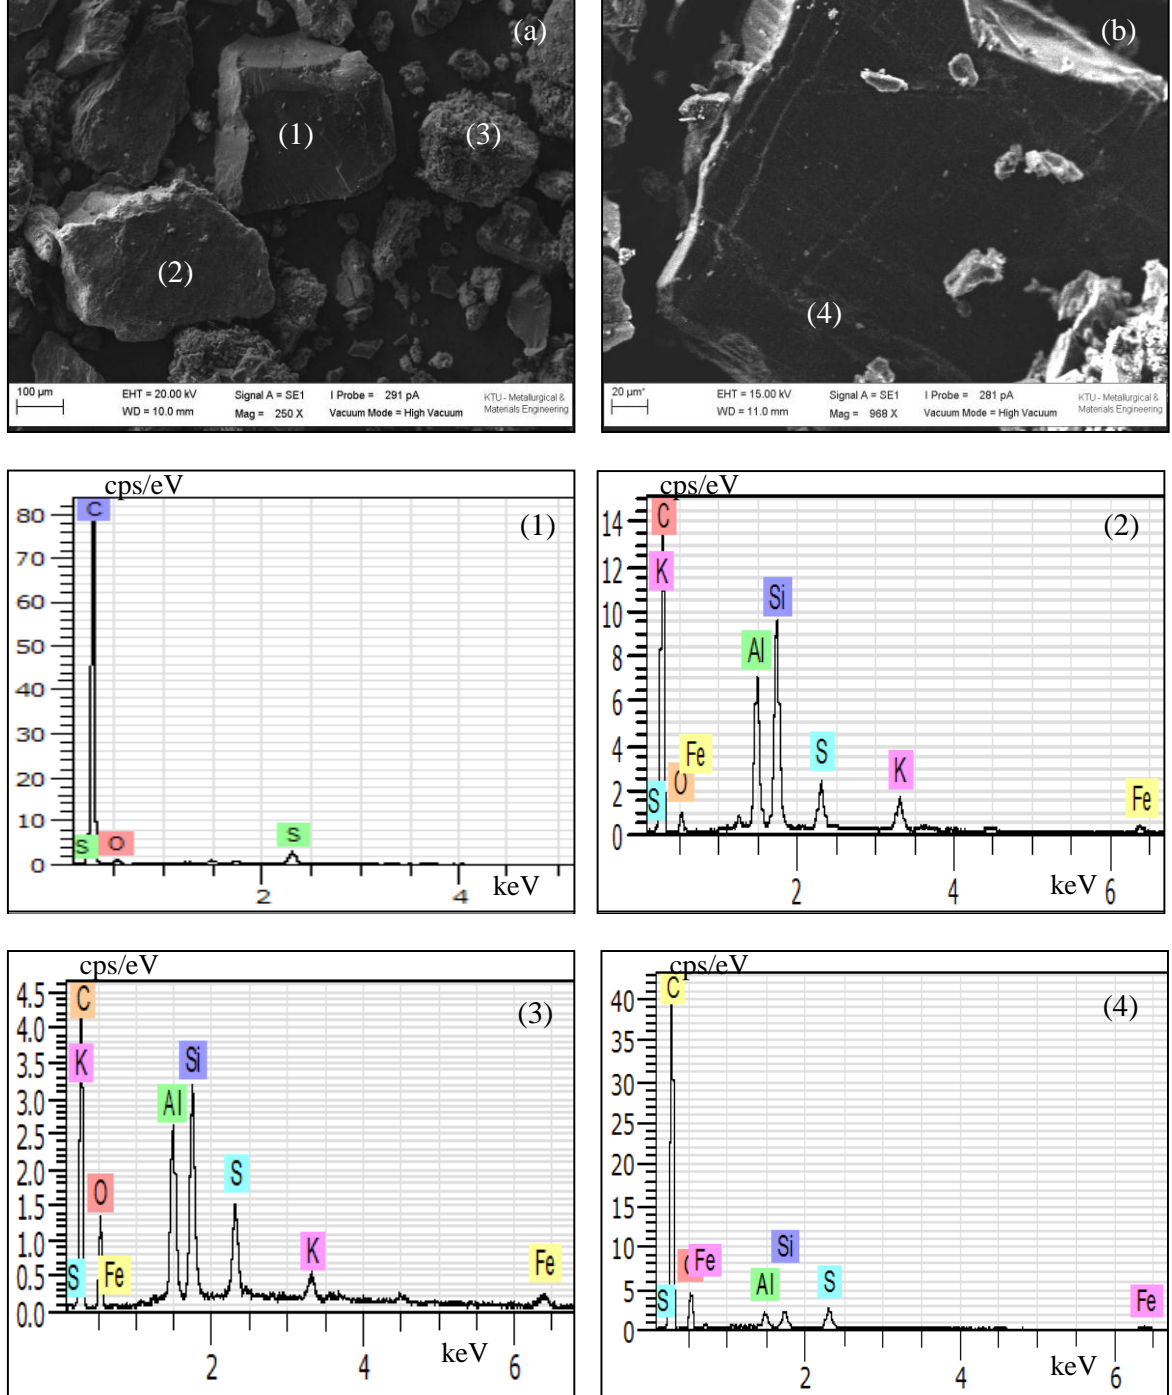 (a)
(1)
(3)
(2)
100 µm
EHT = 20.00 kV Signal A = SE1 I Probe = 291 pA
WD = 10.0 mm Mag = 250 X Vacuum Mode = High Vacuum
KTU - Metalurgical &
Materials Engineering
(b)
(4)
20 µm*
EHT = 15.00 kV Signal A = SE1 I Probe = 281 pA
WD = 11.0 mm Mag = 968 X Vacuum Mode = High Vacuum
KTU - Metalurgical &
Materials Engineering
cps/eV
(1)
C
80
70
60
50
40
30
20
10
0
S O S
2 4 keV
cps/eV
(2)
C
K
Si
Al
Fe
S
O
S
K
Fe
14
12
10
8
6
4
2
0
2 4 keV 6
cps/eV
(3)
C
K
Si
Al
O
S
S
Fe
K
Fe
4.5
4.0
3.5
3.0
2.5
2.0
1.5
1.0
0.5
0.0
2 4 keV 6
cps/eV
(4)
C
Fe
Si
Al
S
S
Fe
40
35
30
25
20
15
10
5
0
2 4 keV 6